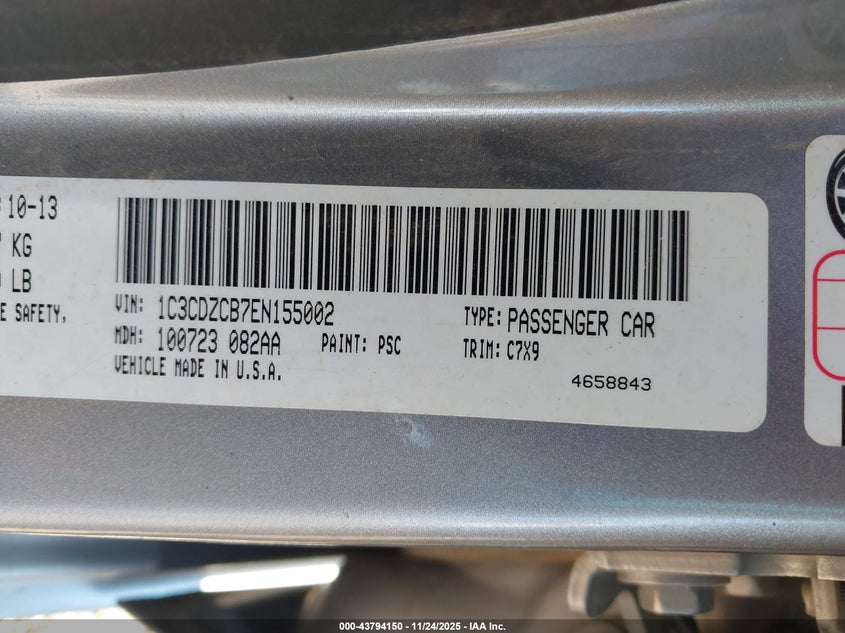 10-13
KG
LB
E SAFETY,
VIN: 1C3CDZCB7EN155002
TYPE: PASSENGER CAR
MDH: 100723 082AA
PAINT: PSC
TRIM: C7X9
VEHICLE MADE IN U.S.A.
4658843
000-43794150 - 11/24/2025 - IAA Inc.